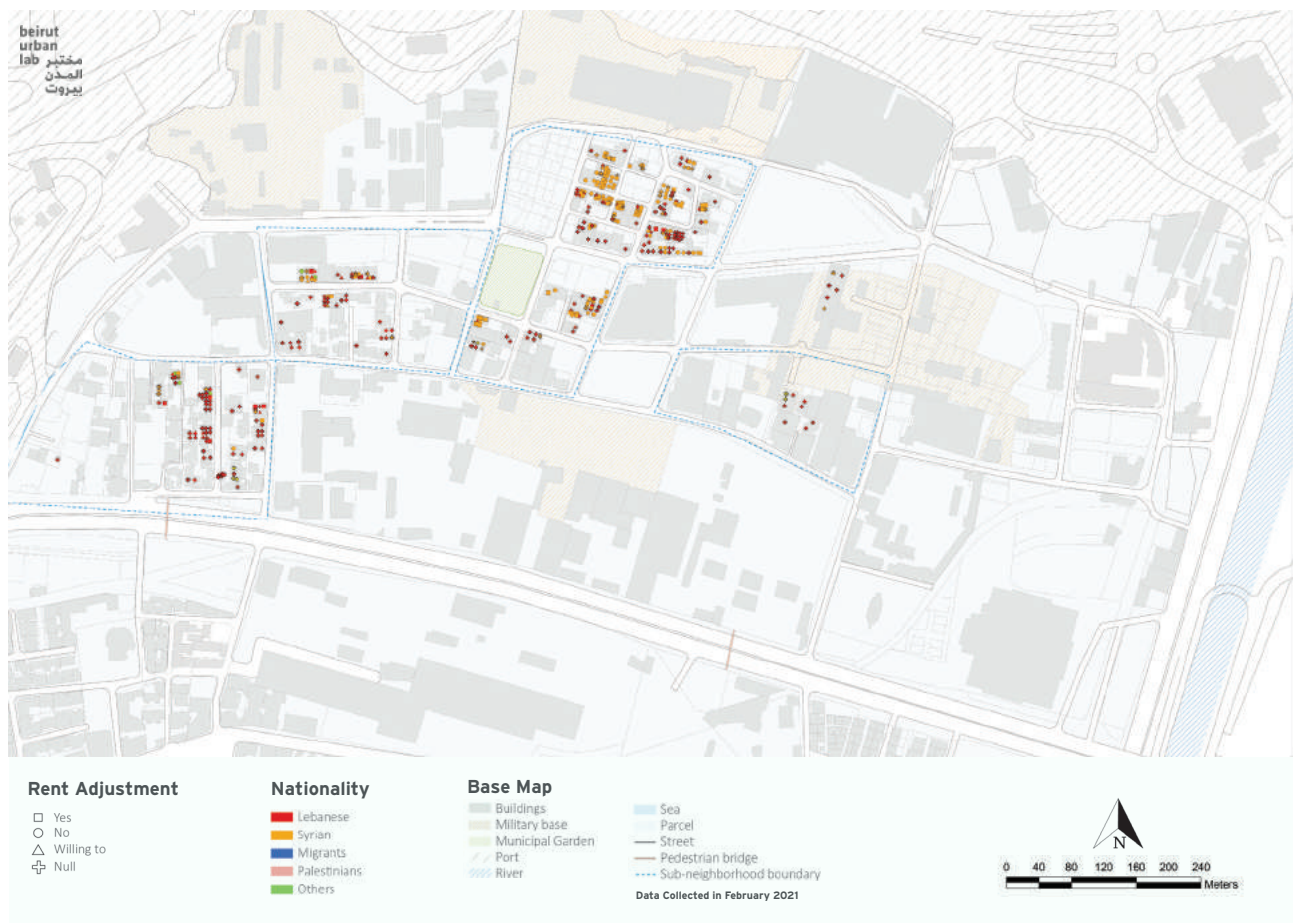 beirut
urban
lab مختبر
المدن
بيروت
Rent Adjustment
Yes
No
Willing to
Null
Nationality
Lebanese
Syrian
Migrants
Palestinians
Others
Base Map
Buildings
Military base
Municipal Garden
Port
River
Sea
Parcel
Street
Pedestrian bridge
Sub-neighborhood boundary
Data Collected in February 2021
N
0 40 80 120 160 200 240
Meters